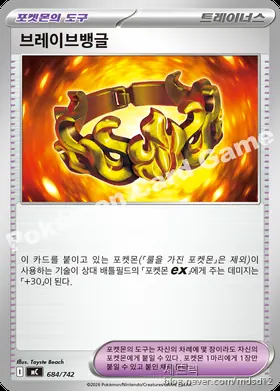 포켓몬의 도구
트레이너스
브레이브뱅글
Pokémon Card Game
이 카드를 붙이고 있는 포켓몬(「룰을 가진 포켓몬」은 제외)이
사용하는 기술이 상대 배틀필드의 「포켓몬 ex」에게 주는 데미지는
「+30」이 된다.
Illus. Toyste Beach
mC 684/742
포켓몬의 도구는 자신의 차례에 몇 장이라도 자신의
포켓몬에게 붙일 수 있다. 포켓몬 1마리에게 1장만
붙일 수 있고 붙인 채로
©2026 Pokémon/Nintendo/Creatures/GAME FREAK